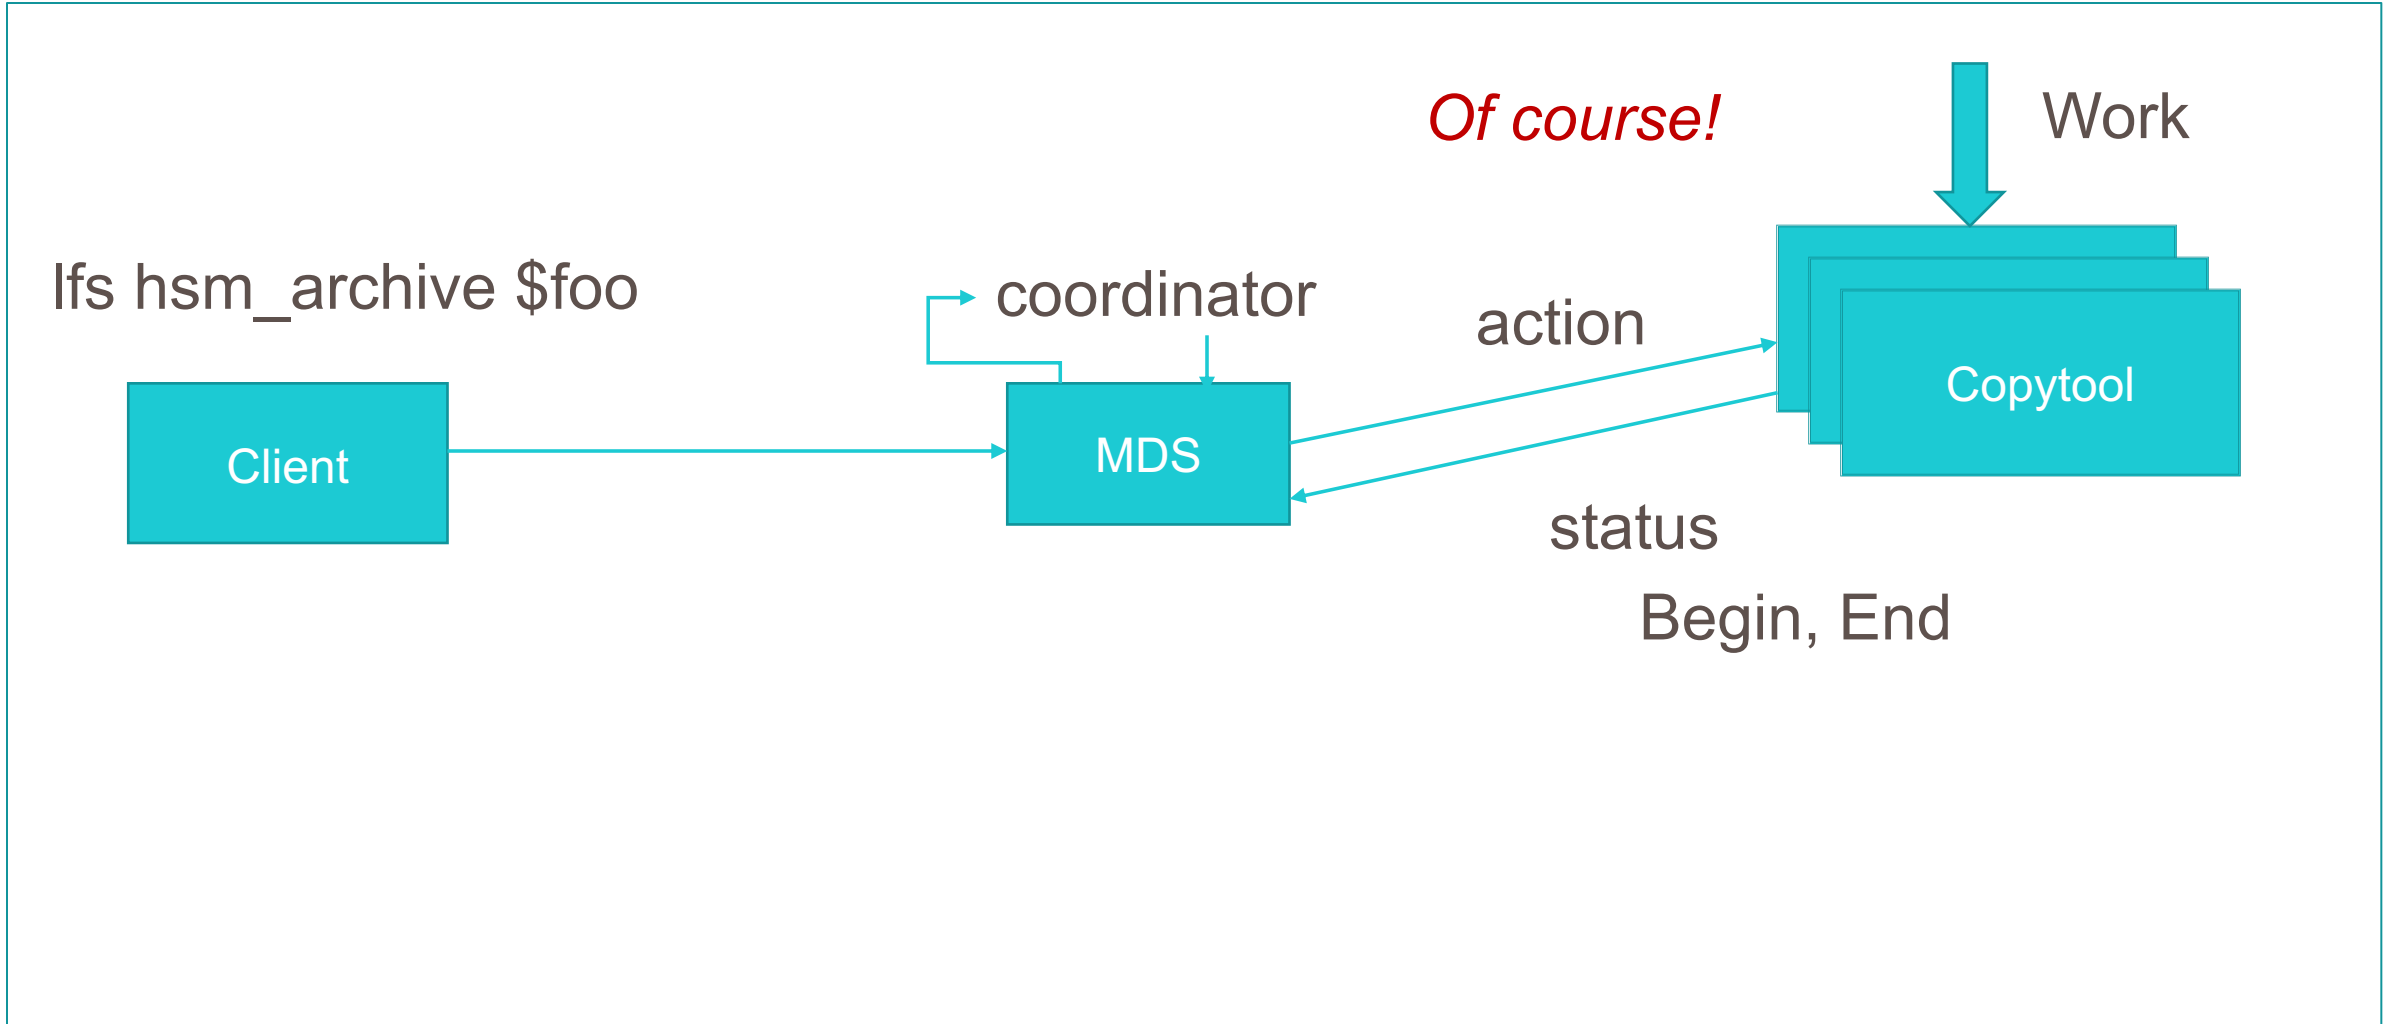 Of course!
Work
lfs hsm_archive $foo
coordinator
action
Copytool
Client
MDS
status
Begin, End